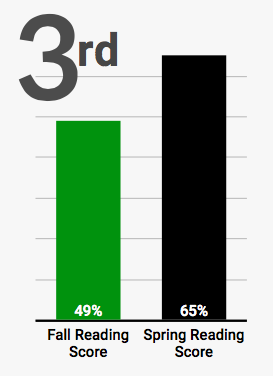 3rd
49%
65%
Fall Reading
Score
Spring Reading
Score